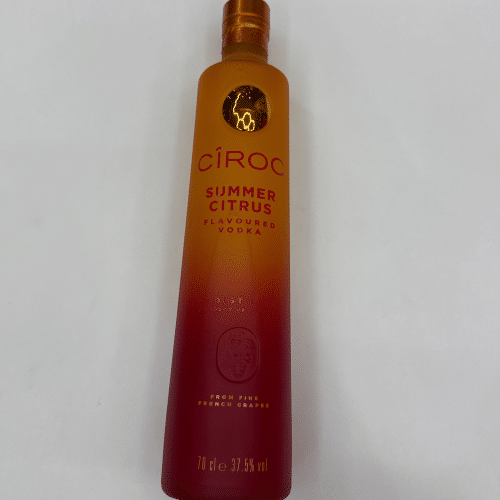 CÎROC
SUMMER
CITRUS
FLAVOURED
VODKA
FROM FINE
FRENCH GRAPES
70 cl e 37.5% vol